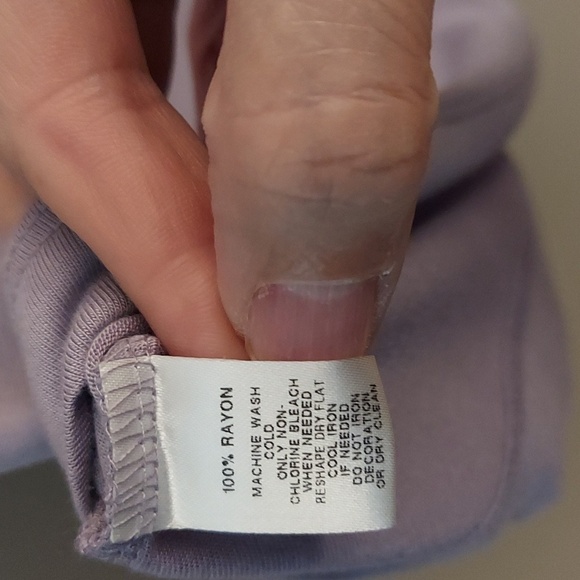 100% RAYON
MACHINE WASH
COLD
ONLY NON-
CHLORINE BLEACH
WHEN NEEDED
RESHAPE DRY FLAT
COOL IRON
IF NEEDED
DO NOT IRON
DECORATION
OR DRY CLEAN